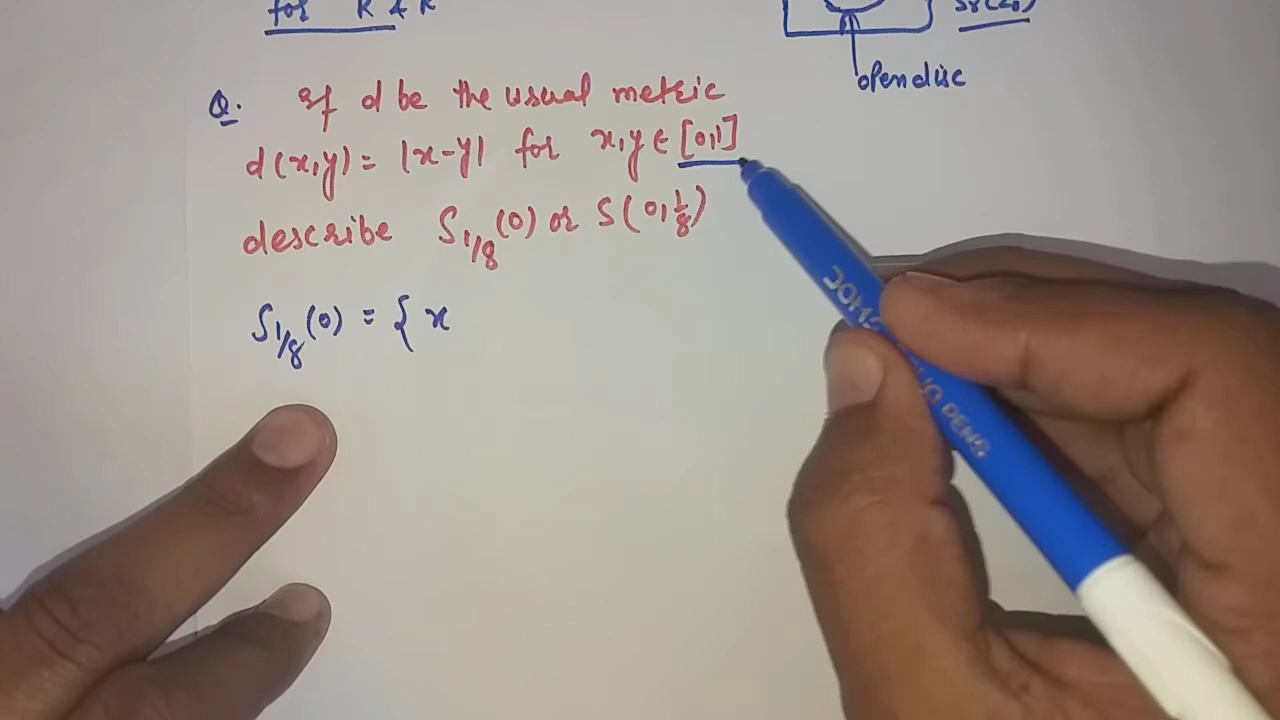 for
open disc
Q. If d be the usual metric
d(x,y) = |x-y| for x,y ∈ [0,1]
describe S1/8(0) or S(0,1/8)
S1/8(0) = { x